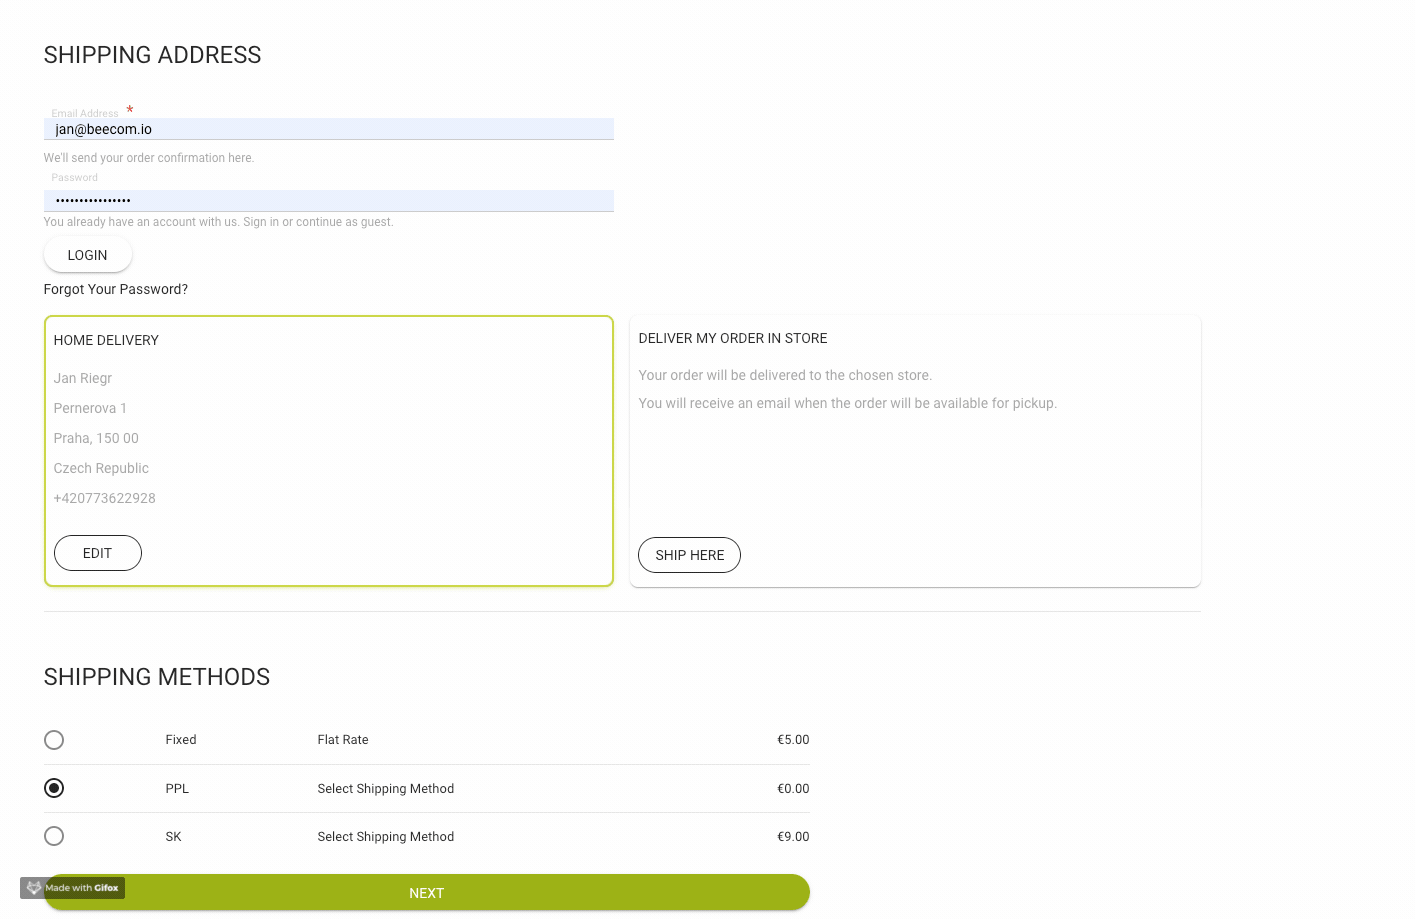 SHIPPING ADDRESS
Email Address *
jan@beecom.io
We'll send your order confirmation here.
Password
••••••••••••••••
You already have an account with us. Sign in or continue as guest.
LOGIN
Forgot Your Password?
HOME DELIVERY
Jan Riegr
Pernerova 1
Praha, 150 00
Czech Republic
+420773622928
EDIT
DELIVER MY ORDER IN STORE
Your order will be delivered to the chosen store.
You will receive an email when the order will be available for pickup.
SHIP HERE
SHIPPING METHODS
Fixed Flat Rate €5.00
PPL Select Shipping Method €0.00
SK Select Shipping Method €9.00
NEXT
Made with Gifox